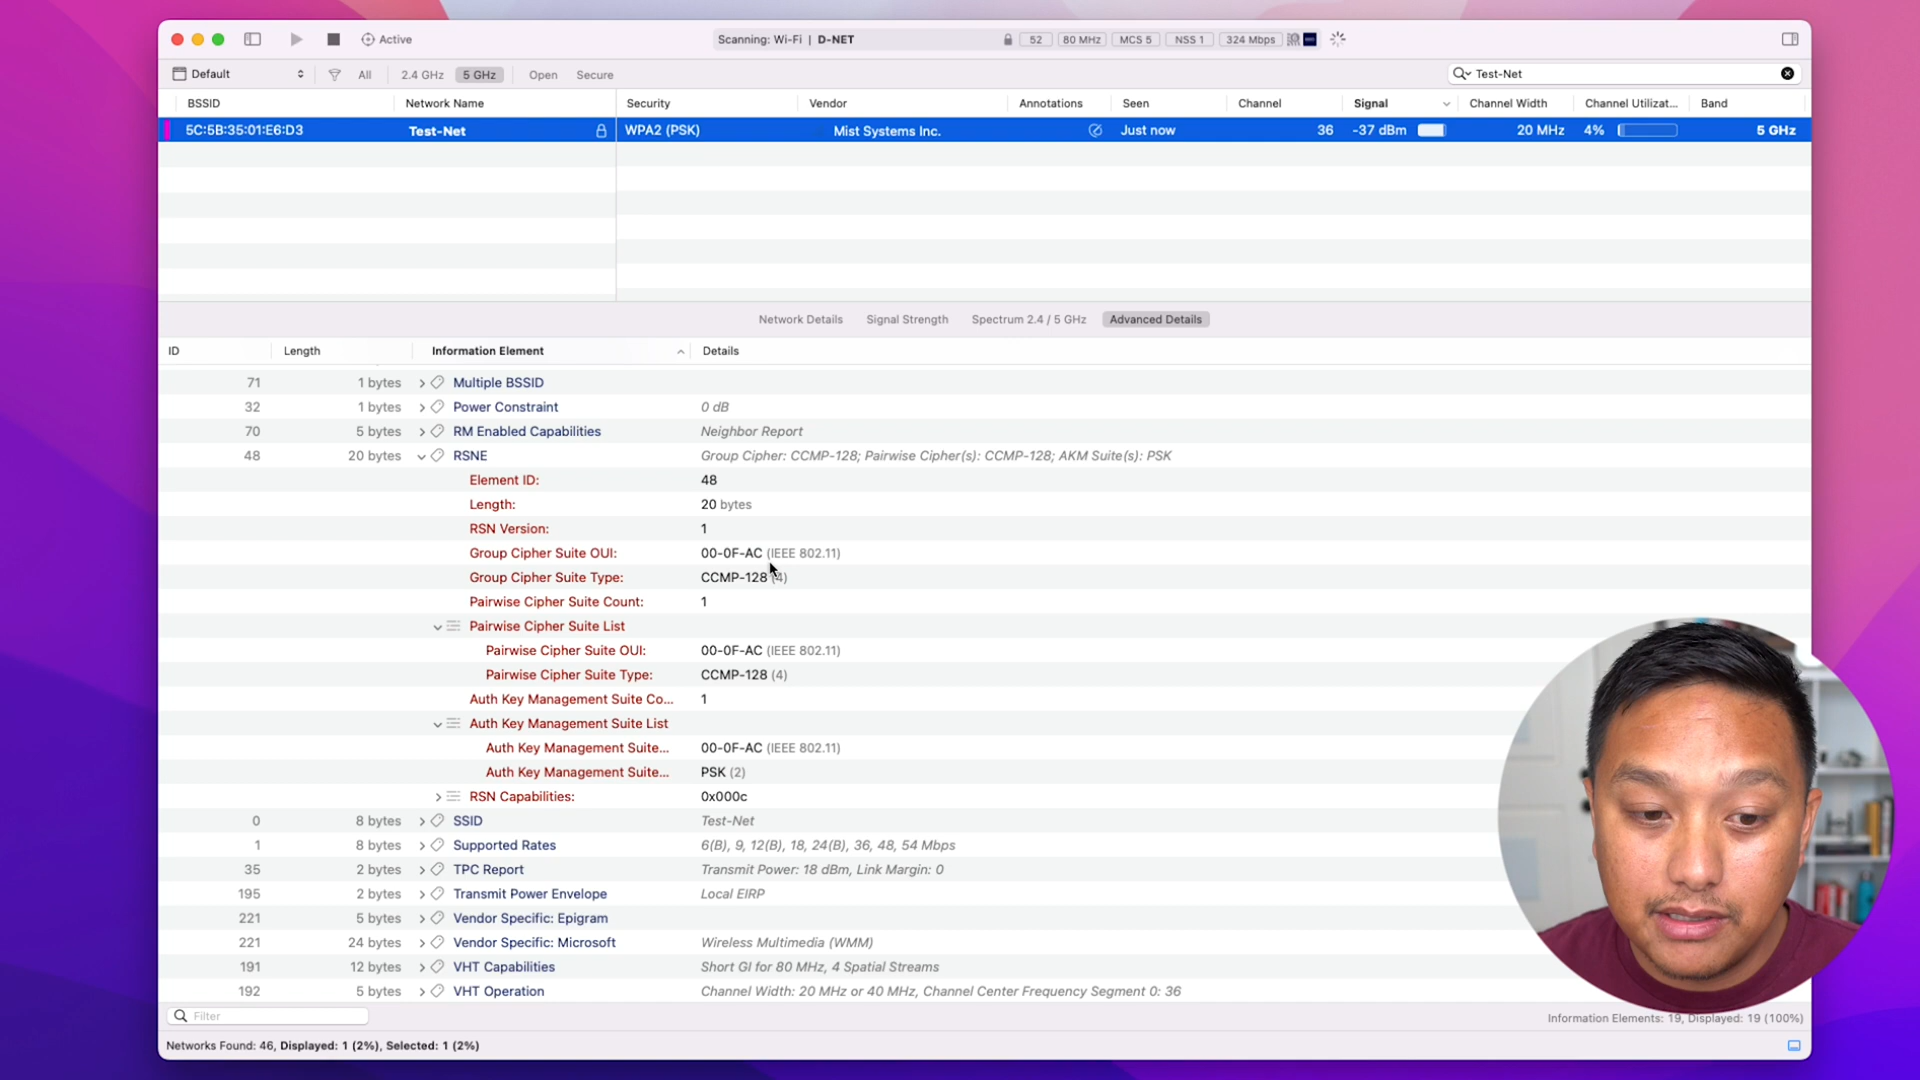 Active
Scanning: Wi-Fi | D-NET
52 80 MHz MCS 5 NSS 1 324 Mbps
Default All 2.4 GHz 5 GHz Open Secure Test-Net
BSSID Network Name Security Vendor Annotations Seen Channel Signal Channel Width Channel Utilizat... Band
5C:5B:35:01:E6:D3 Test-Net WPA2 (PSK) Mist Systems Inc. Just now 36 -37 dBm 20 MHz 4% 5 GHz
Network Details Signal Strength Spectrum 2.4 / 5 GHz Advanced Details
ID Length Information Element Details
71 1 bytes Multiple BSSID
32 1 bytes Power Constraint 0 dB
70 5 bytes RM Enabled Capabilities Neighbor Report
48 20 bytes RSNE Group Cipher: CCMP-128; Pairwise Cipher(s): CCMP-128; AKM Suite(s): PSK
Element ID: 48
Length: 20 bytes
RSN Version: 1
Group Cipher Suite OUI: 00-0F-AC (IEEE 802.11)
Group Cipher Suite Type: CCMP-128 (4)
Pairwise Cipher Suite Count: 1
Pairwise Cipher Suite List
Pairwise Cipher Suite OUI: 00-0F-AC (IEEE 802.11)
Pairwise Cipher Suite Type: CCMP-128 (4)
Auth Key Management Suite Co... 1
Auth Key Management Suite List
Auth Key Management Suite... 00-0F-AC (IEEE 802.11)
Auth Key Management Suite... PSK (2)
RSN Capabilities: 0x000c
0 8 bytes SSID Test-Net
1 8 bytes Supported Rates 6(B), 9, 12(B), 18, 24(B), 36, 48, 54 Mbps
35 2 bytes TPC Report Transmit Power: 18 dBm, Link Margin: 0
195 2 bytes Transmit Power Envelope Local EIRP
221 5 bytes Vendor Specific: Epigram
221 24 bytes Vendor Specific: Microsoft Wireless Multimedia (WMM)
191 12 bytes VHT Capabilities Short GI for 80 MHz, 4 Spatial Streams
192 5 bytes VHT Operation Channel Width: 20 MHz or 40 MHz, Channel Center Frequency Segment 0: 36
Filter Information Elements: 19, Displayed: 19 (100%)
Networks Found: 46, Displayed: 1 (2%), Selected: 1 (2%)